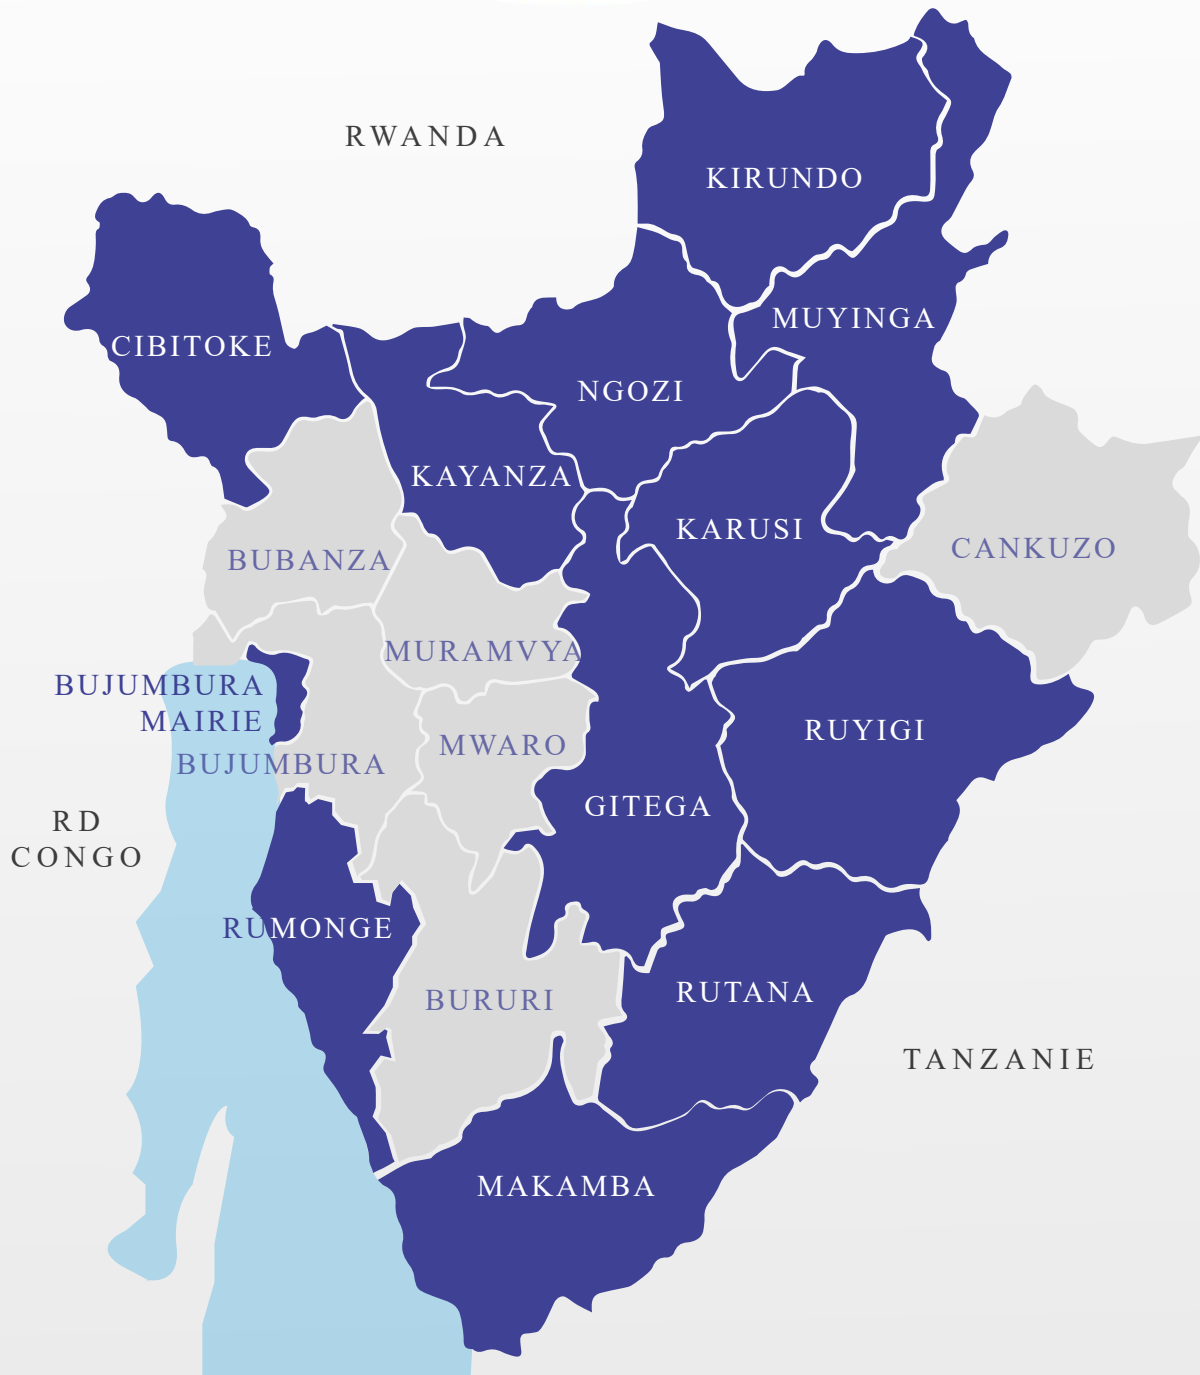 RWANDA
KIRUNDO
MUYINGA
CIBITOKE
NGOZI
KAYANZA
KARUSI
CANKUZO
BUBANZA
MURAMVYA
BUJUMBURA
MAIRIE
RUYIGI
MWARO
BUJUMBURA
GITEGA
RD
CONGO
RUMONGE
RUTANA
BURURI
TANZANIE
MAKAMBA